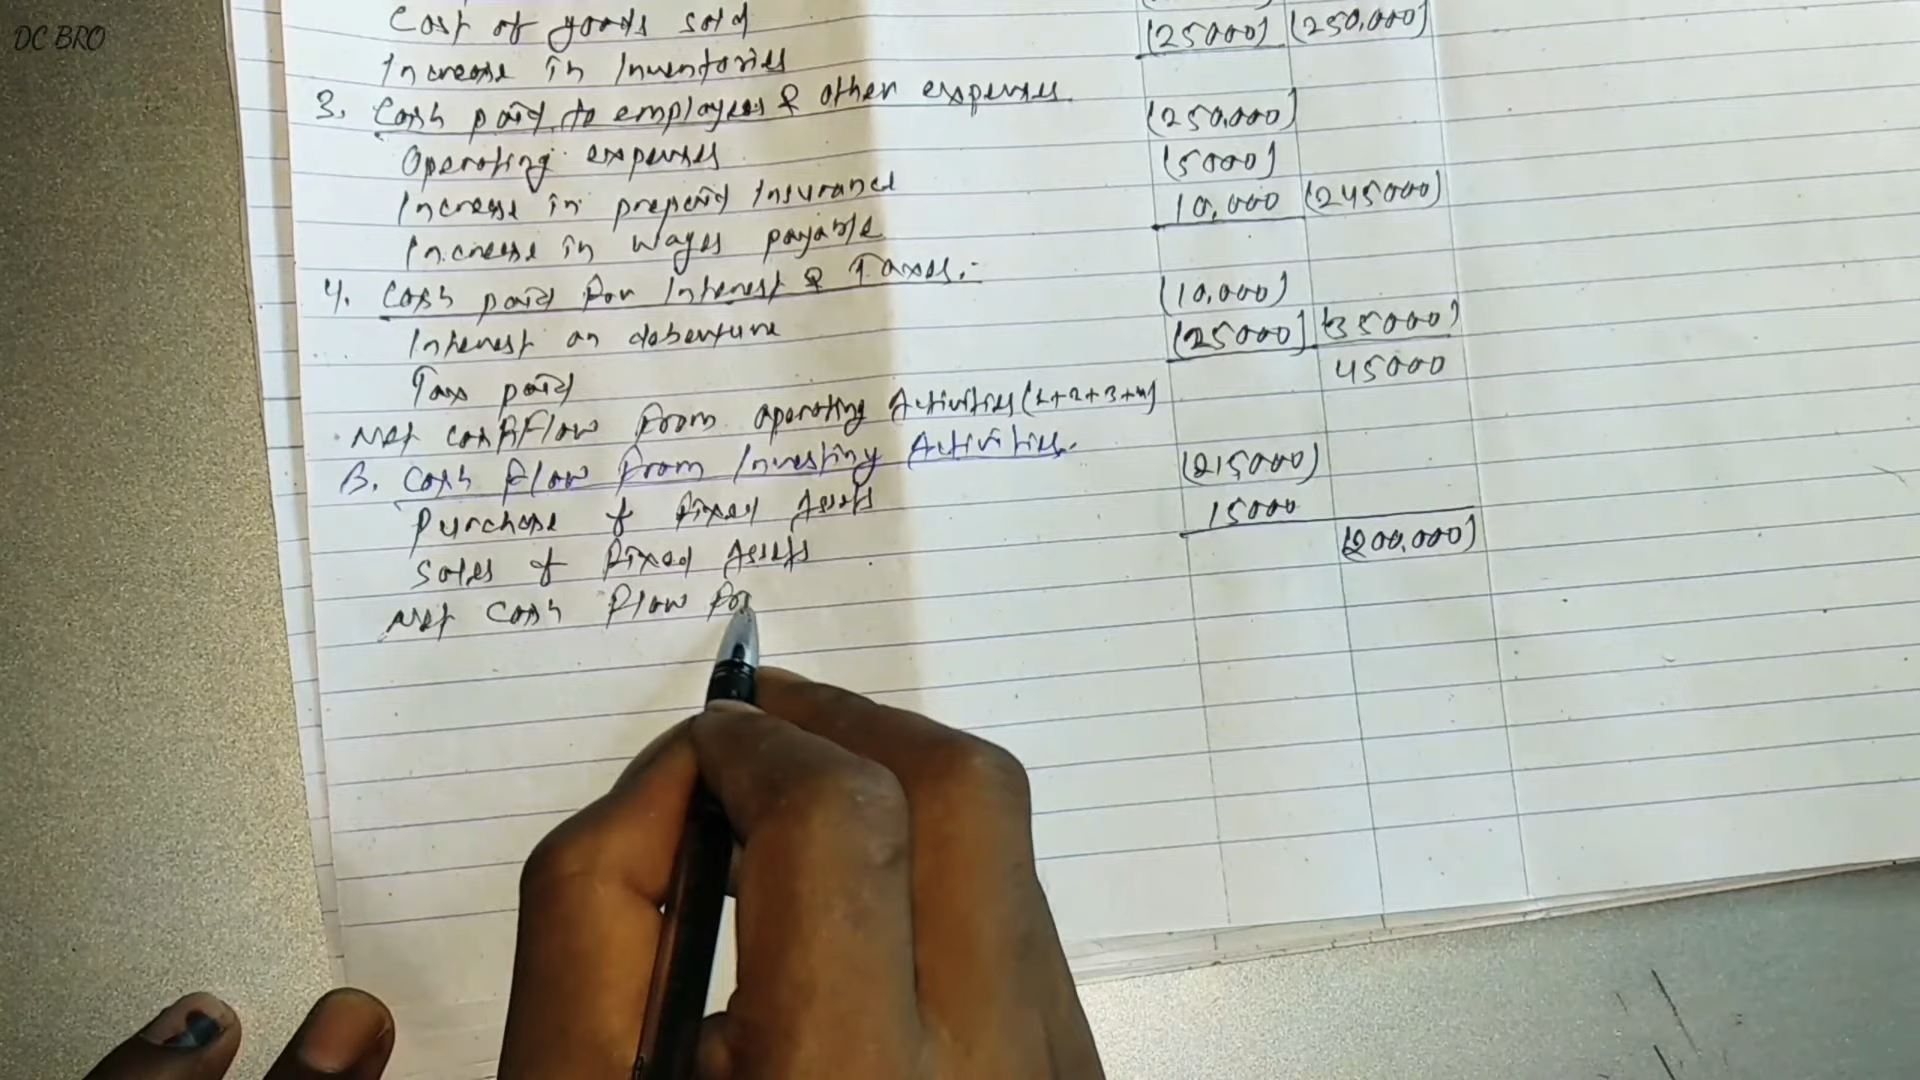 DC BRO
Cost of goods sold
Increase in Inventories (25000) (250,000)
3. Cash paid to employees & other expenses
Operating expenses (250,000)
Increase in prepaid Insurance (5000)
Increase in wages payable 10,000 (245000)
4. Cash paid for Interest & Taxes:-
Interest on debenture (10,000)
Tax paid (25000) (35000)
Net cashflow from operating Activities (1+2+3+4) 45000
B. Cash flow from Investing Activities.
Purchase of fixed Assets (215000)
Sales of fixed Assets 15000
Net Cash flow (200,000)